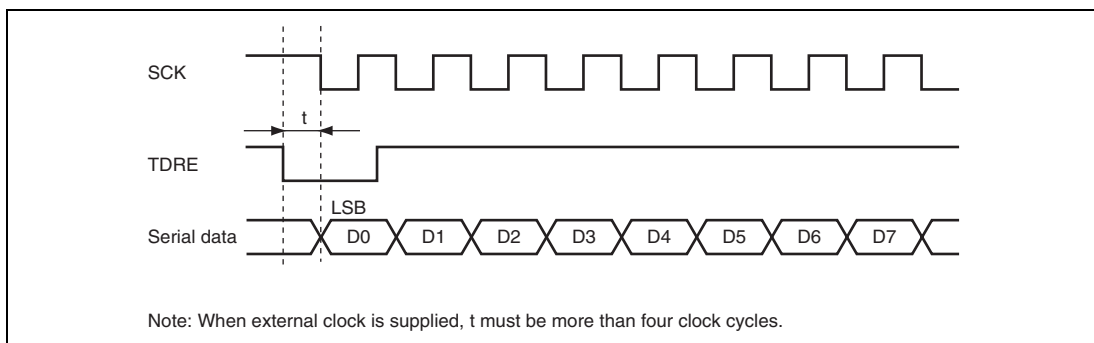 SCK
t
TDRE
LSB
Serial data D0 D1 D2 D3 D4 D5 D6 D7
Note: When external clock is supplied, t must be more than four clock cycles.